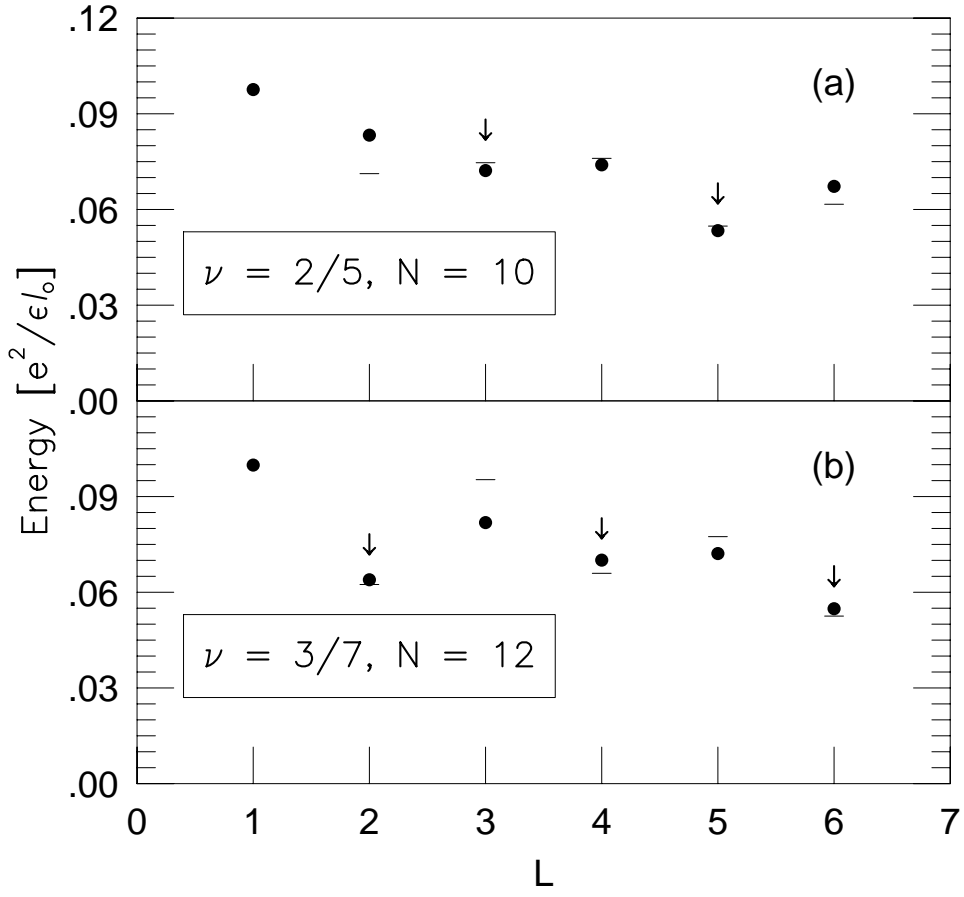 .12
(a)
.09
.06
ν = 2/5, N = 10
.03
.00
Energy [e²/ϵl₀]
(b)
.09
.06
ν = 3/7, N = 12
.03
.00
0 1 2 3 4 5 6 7
L